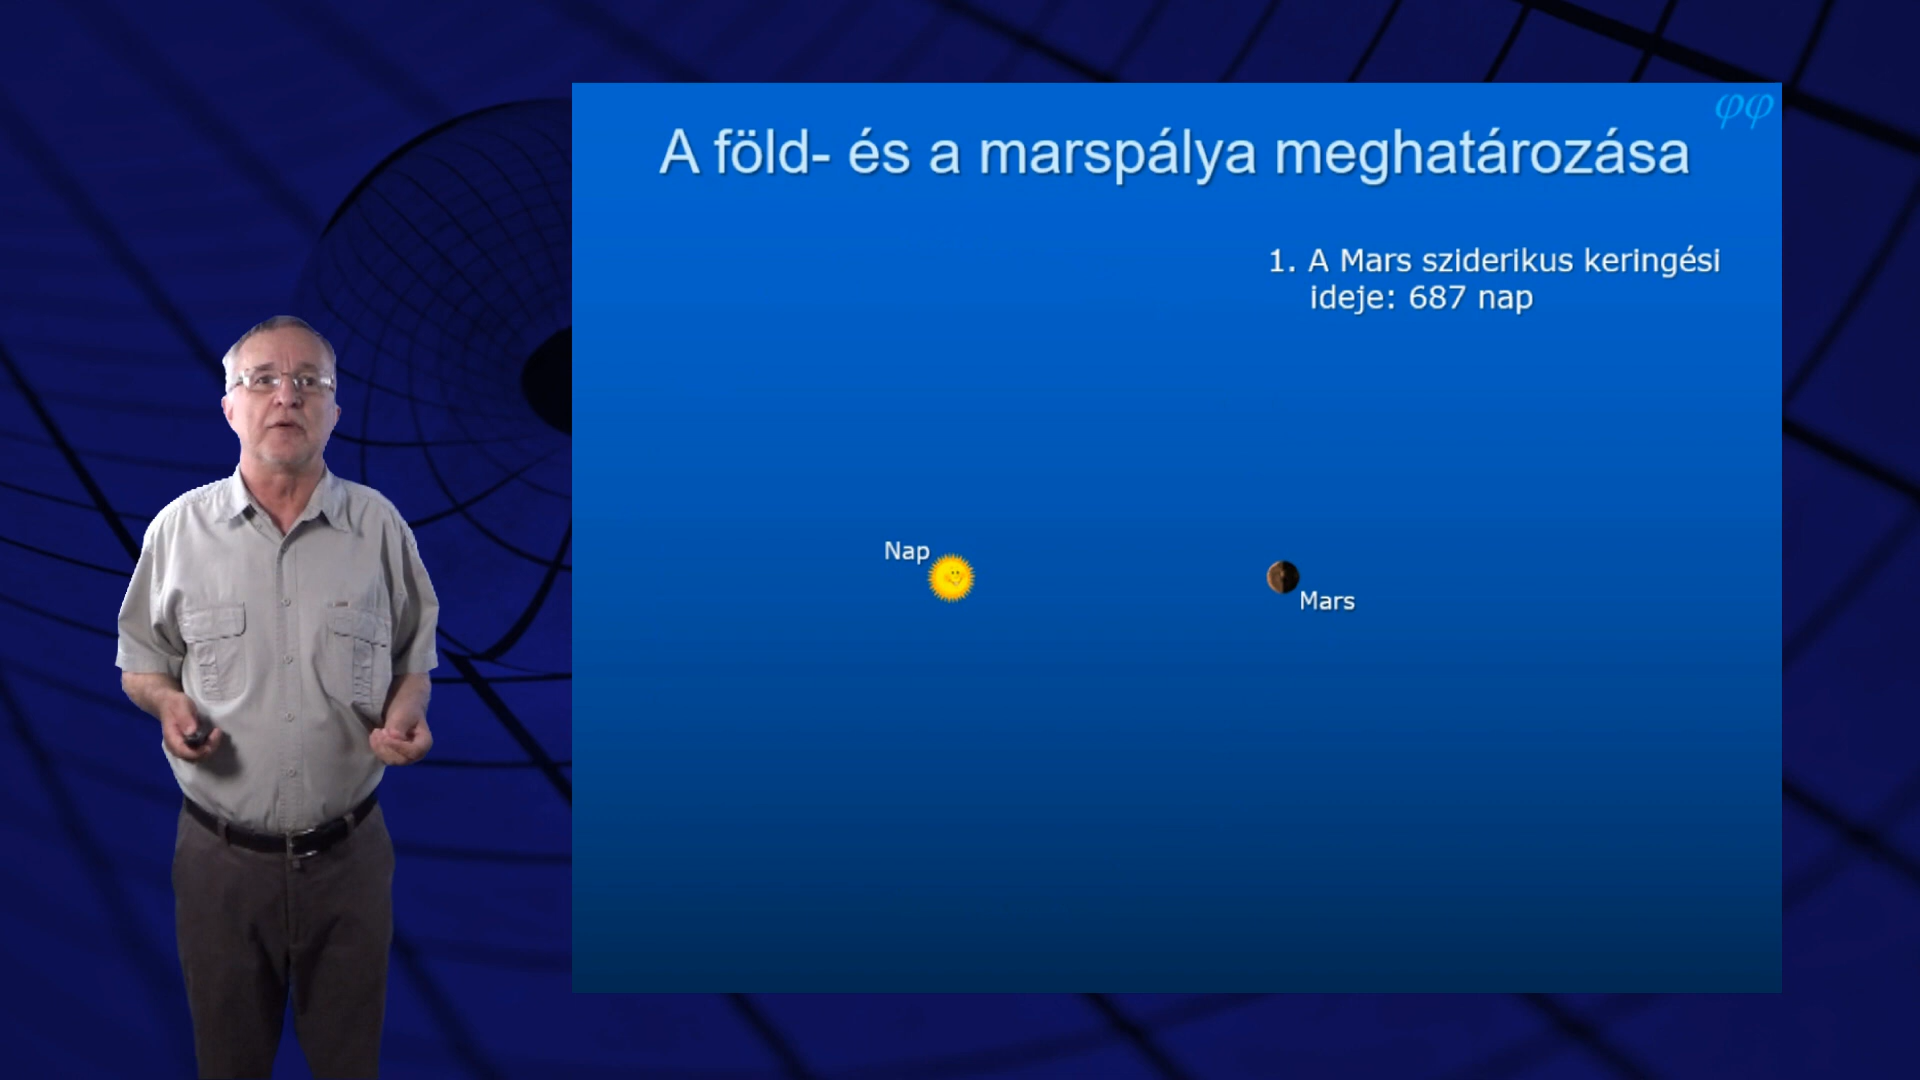 φφ
A föld- és a marspálya meghatározása
1. A Mars sziderikus keringési
ideje: 687 nap
Nap
Mars